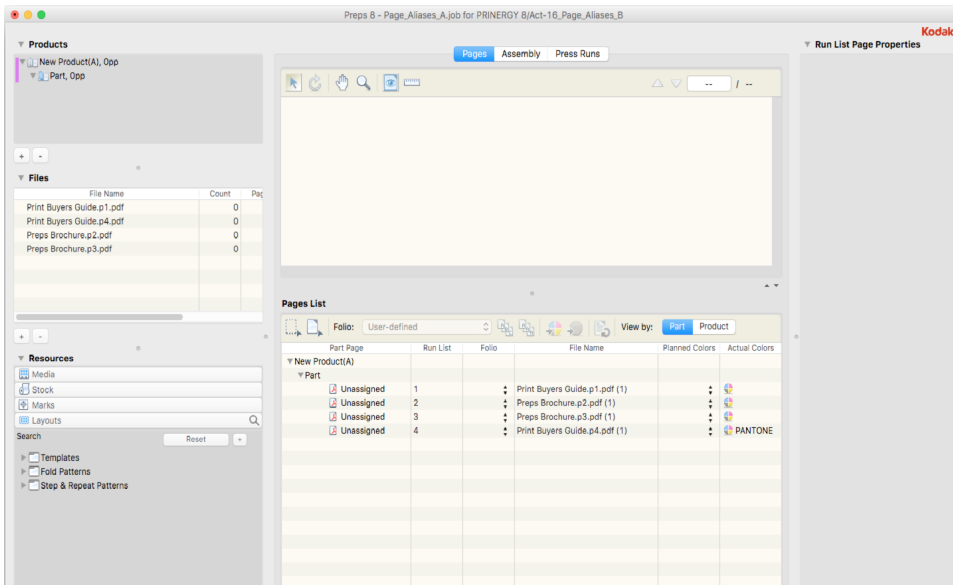 Preps 8 - Page_Aliases_A.job for PRINERGY 8/Act-16_Page_Aliases_B
Kodak
Products
New Product(A), 0pp
Part, 0pp
+ -
Files
File Name Count Pag
Print Buyers Guide.p1.pdf 0
Print Buyers Guide.p4.pdf 0
Preps Brochure.p2.pdf 0
Preps Brochure.p3.pdf 0
+ -
Resources
Media
Stock
Marks
Layouts
Search Reset +
Templates
Fold Patterns
Step & Repeat Patterns
Pages Assembly Press Runs
-- / --
Pages List
Folio: User-defined View by: Part Product
Part Page Run List Folio File Name Planned Colors Actual Colors
New Product(A)
Part
Unassigned 1 Print Buyers Guide.p1.pdf (1)
Unassigned 2 Preps Brochure.p2.pdf (1)
Unassigned 3 Preps Brochure.p3.pdf (1)
Unassigned 4 Print Buyers Guide.p4.pdf (1) PANTONE
Run List Page Properties